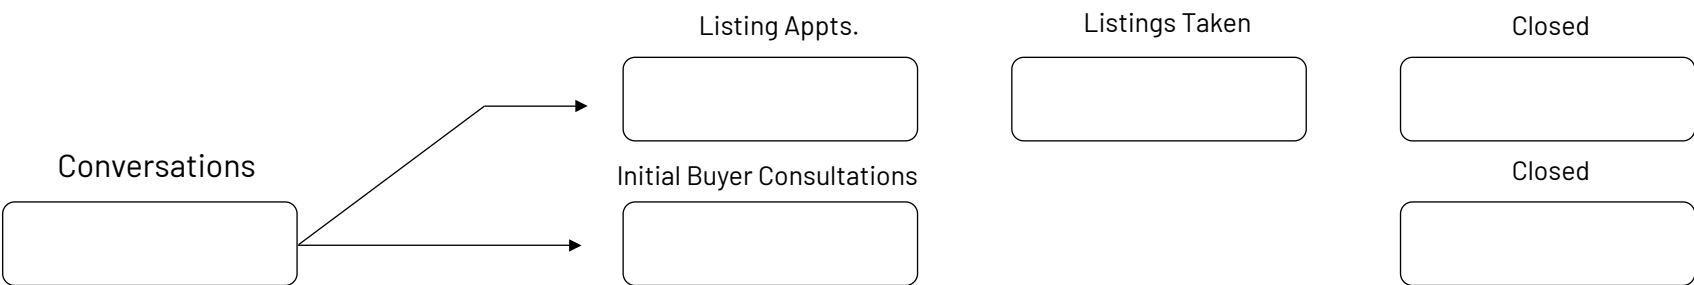 Listing Appts.
Listings Taken
Closed
Conversations
Initial Buyer Consultations
Closed